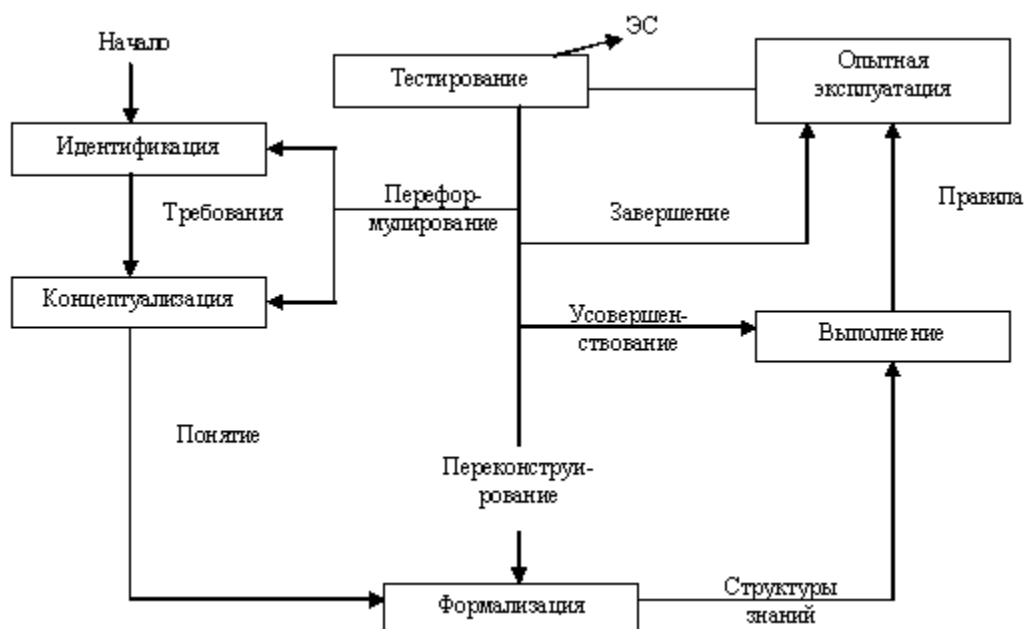 ЭС
Начало
Тестирование
Опытная
эксплуатация
Идентификация
Требования
Перефор-
мулирование
Завершение
Правила
Концептуализация
Усовершен-
ствование
Выполнение
Понятие
Переконструи-
рование
Формализация
Структуры
знаний